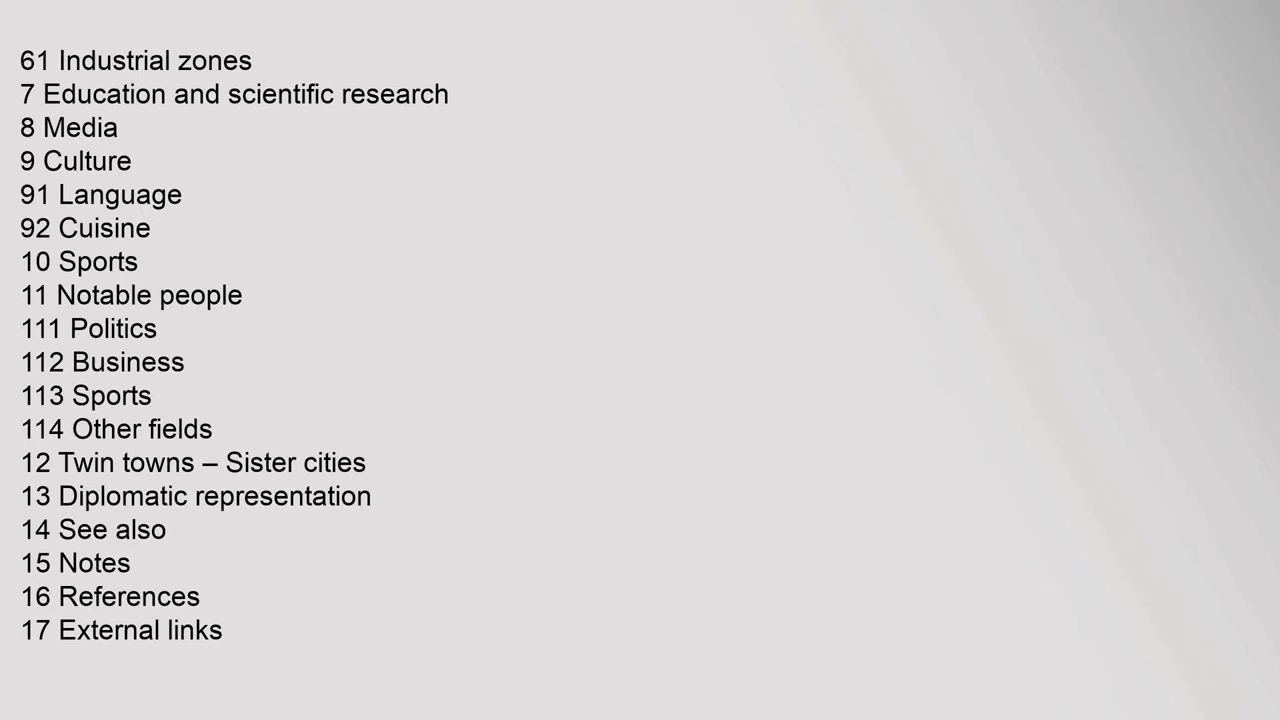 61 Industrial zones
7 Education and scientific research
8 Media
9 Culture
91 Language
92 Cuisine
10 Sports
11 Notable people
111 Politics
112 Business
113 Sports
114 Other fields
12 Twin towns – Sister cities
13 Diplomatic representation
14 See also
15 Notes
16 References
17 External links